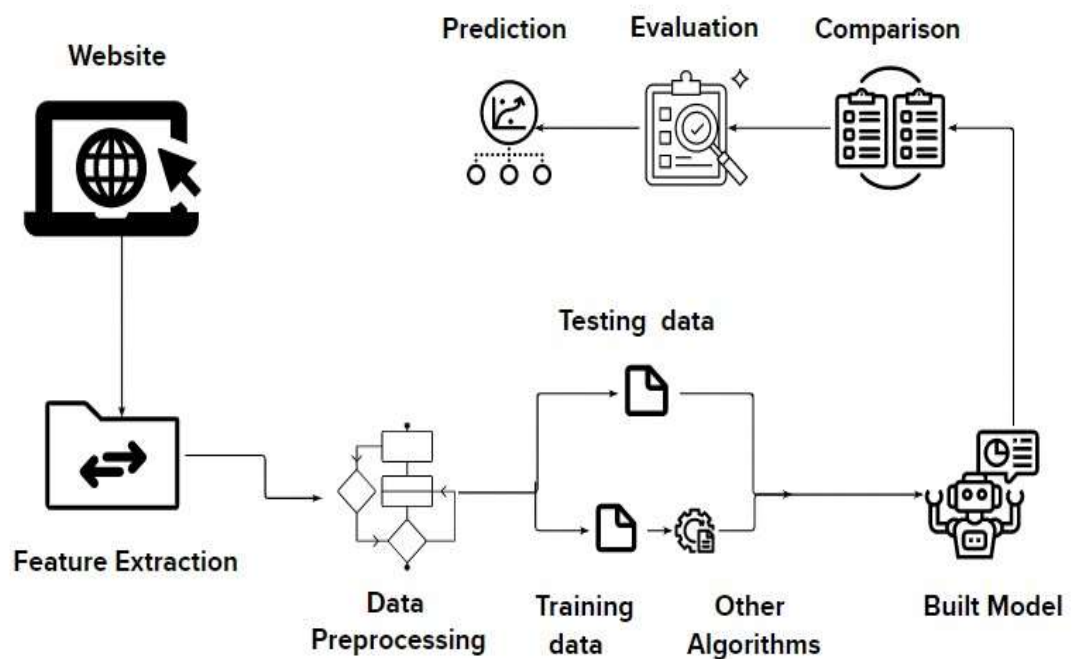 Prediction
Evaluation
Comparison
Website
Testing data
Feature Extraction
Data
Preprocessing
Training
data
Other
Algorithms
Built Model